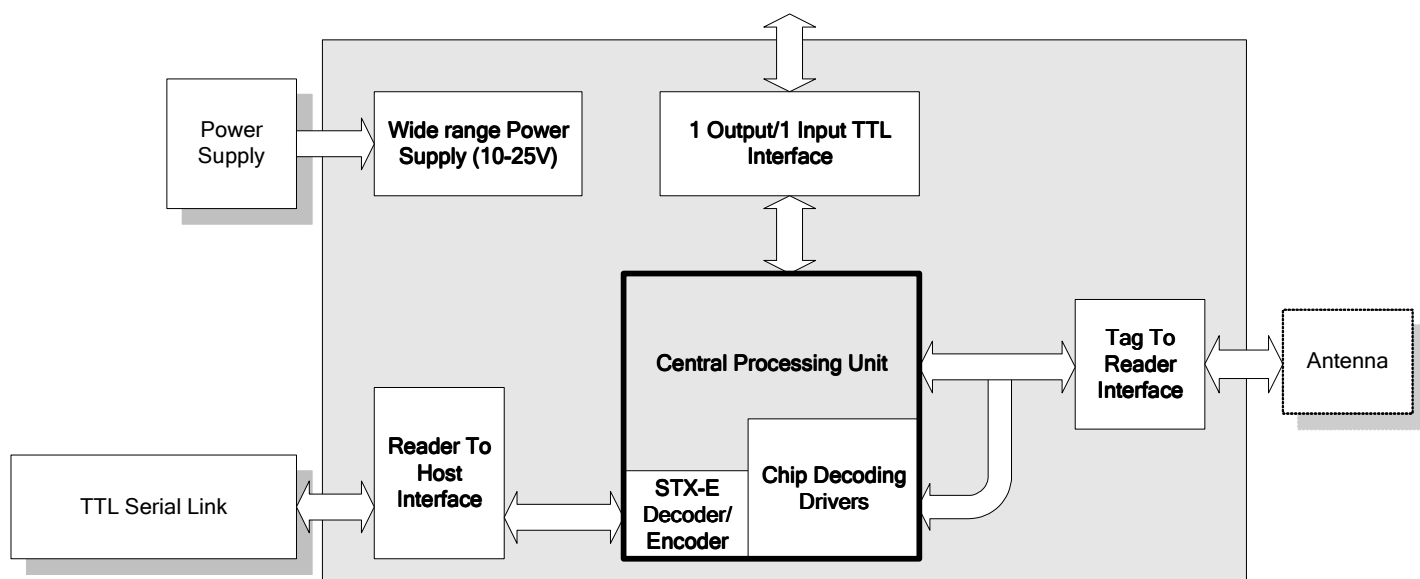 Power
Supply
Wide range Power
Supply (10-25V)
1 Output/1 Input TTL
Interface
Central Processing Unit
Tag To
Reader
Interface
Antenna
Reader To
Host
Interface
TTL Serial Link
STX-E
Decoder/
Encoder
Chip Decoding
Drivers